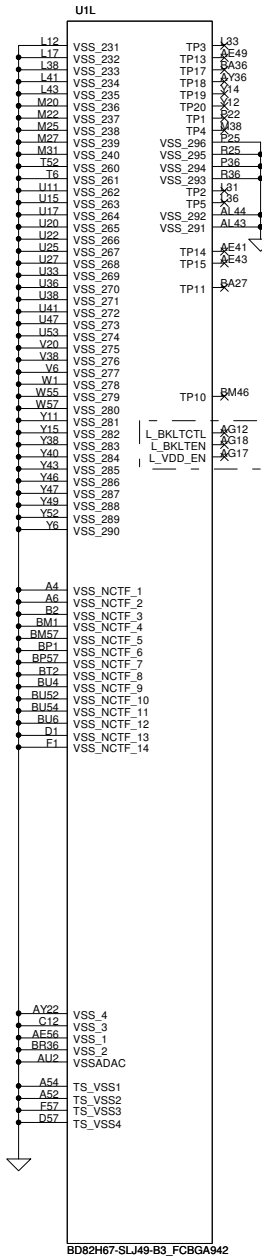 U1L
L12 VSS_231 TP3 L33
L17 VSS_232 TP13 AE49
L38 VSS_233 TP17 BA36
L41 VSS_234 TP18 AY36
L43 VSS_235 TP19 Y14
M20 VSS_236 TP20 Y12
M22 VSS_237 TP1 P22
M25 VSS_238 TP4 M38
M27 VSS_239 VSS_296 P25
M31 VSS_240 VSS_295 R25
T52 VSS_260 VSS_294 P36
T6 VSS_261 VSS_293 R36
U11 VSS_262 TP2 L31
U15 VSS_263 TP5 L36
U17 VSS_264 VSS_292 AL44
U20 VSS_265 VSS_291 AL43
U22 VSS_266
U25 VSS_267 TP14 AE41
U27 VSS_268 TP15 AE43
U33 VSS_269
U36 VSS_270 TP11 BA27
U38 VSS_271
U41 VSS_272
U47 VSS_273
U53 VSS_274
V20 VSS_275
V38 VSS_276
V6 VSS_277
W1 VSS_278
W55 VSS_279 TP10 BM46
W57 VSS_280
Y11 VSS_281
Y15 VSS_282 L_BKLTCTL AG12
Y38 VSS_283 L_BKLTEN AG18
Y40 VSS_284 L_VDD_EN AG17
Y43 VSS_285
Y46 VSS_286
Y47 VSS_287
Y49 VSS_288
Y52 VSS_289
Y6 VSS_290
A4 VSS_NCTF_1
A6 VSS_NCTF_2
B2 VSS_NCTF_3
BM1 VSS_NCTF_4
BM57 VSS_NCTF_5
BP1 VSS_NCTF_6
BP57 VSS_NCTF_7
BT2 VSS_NCTF_8
BU4 VSS_NCTF_9
BU52 VSS_NCTF_10
BU54 VSS_NCTF_11
BU6 VSS_NCTF_12
D1 VSS_NCTF_13
F1 VSS_NCTF_14
AY22 VSS_4
C12 VSS_3
AE56 VSS_1
BR36 VSS_2
AU2 VSSADAC
A54 TS_VSS1
A52 TS_VSS2
F57 TS_VSS3
D57 TS_VSS4
BD82H67-SLJ49-B3_FCBGA942